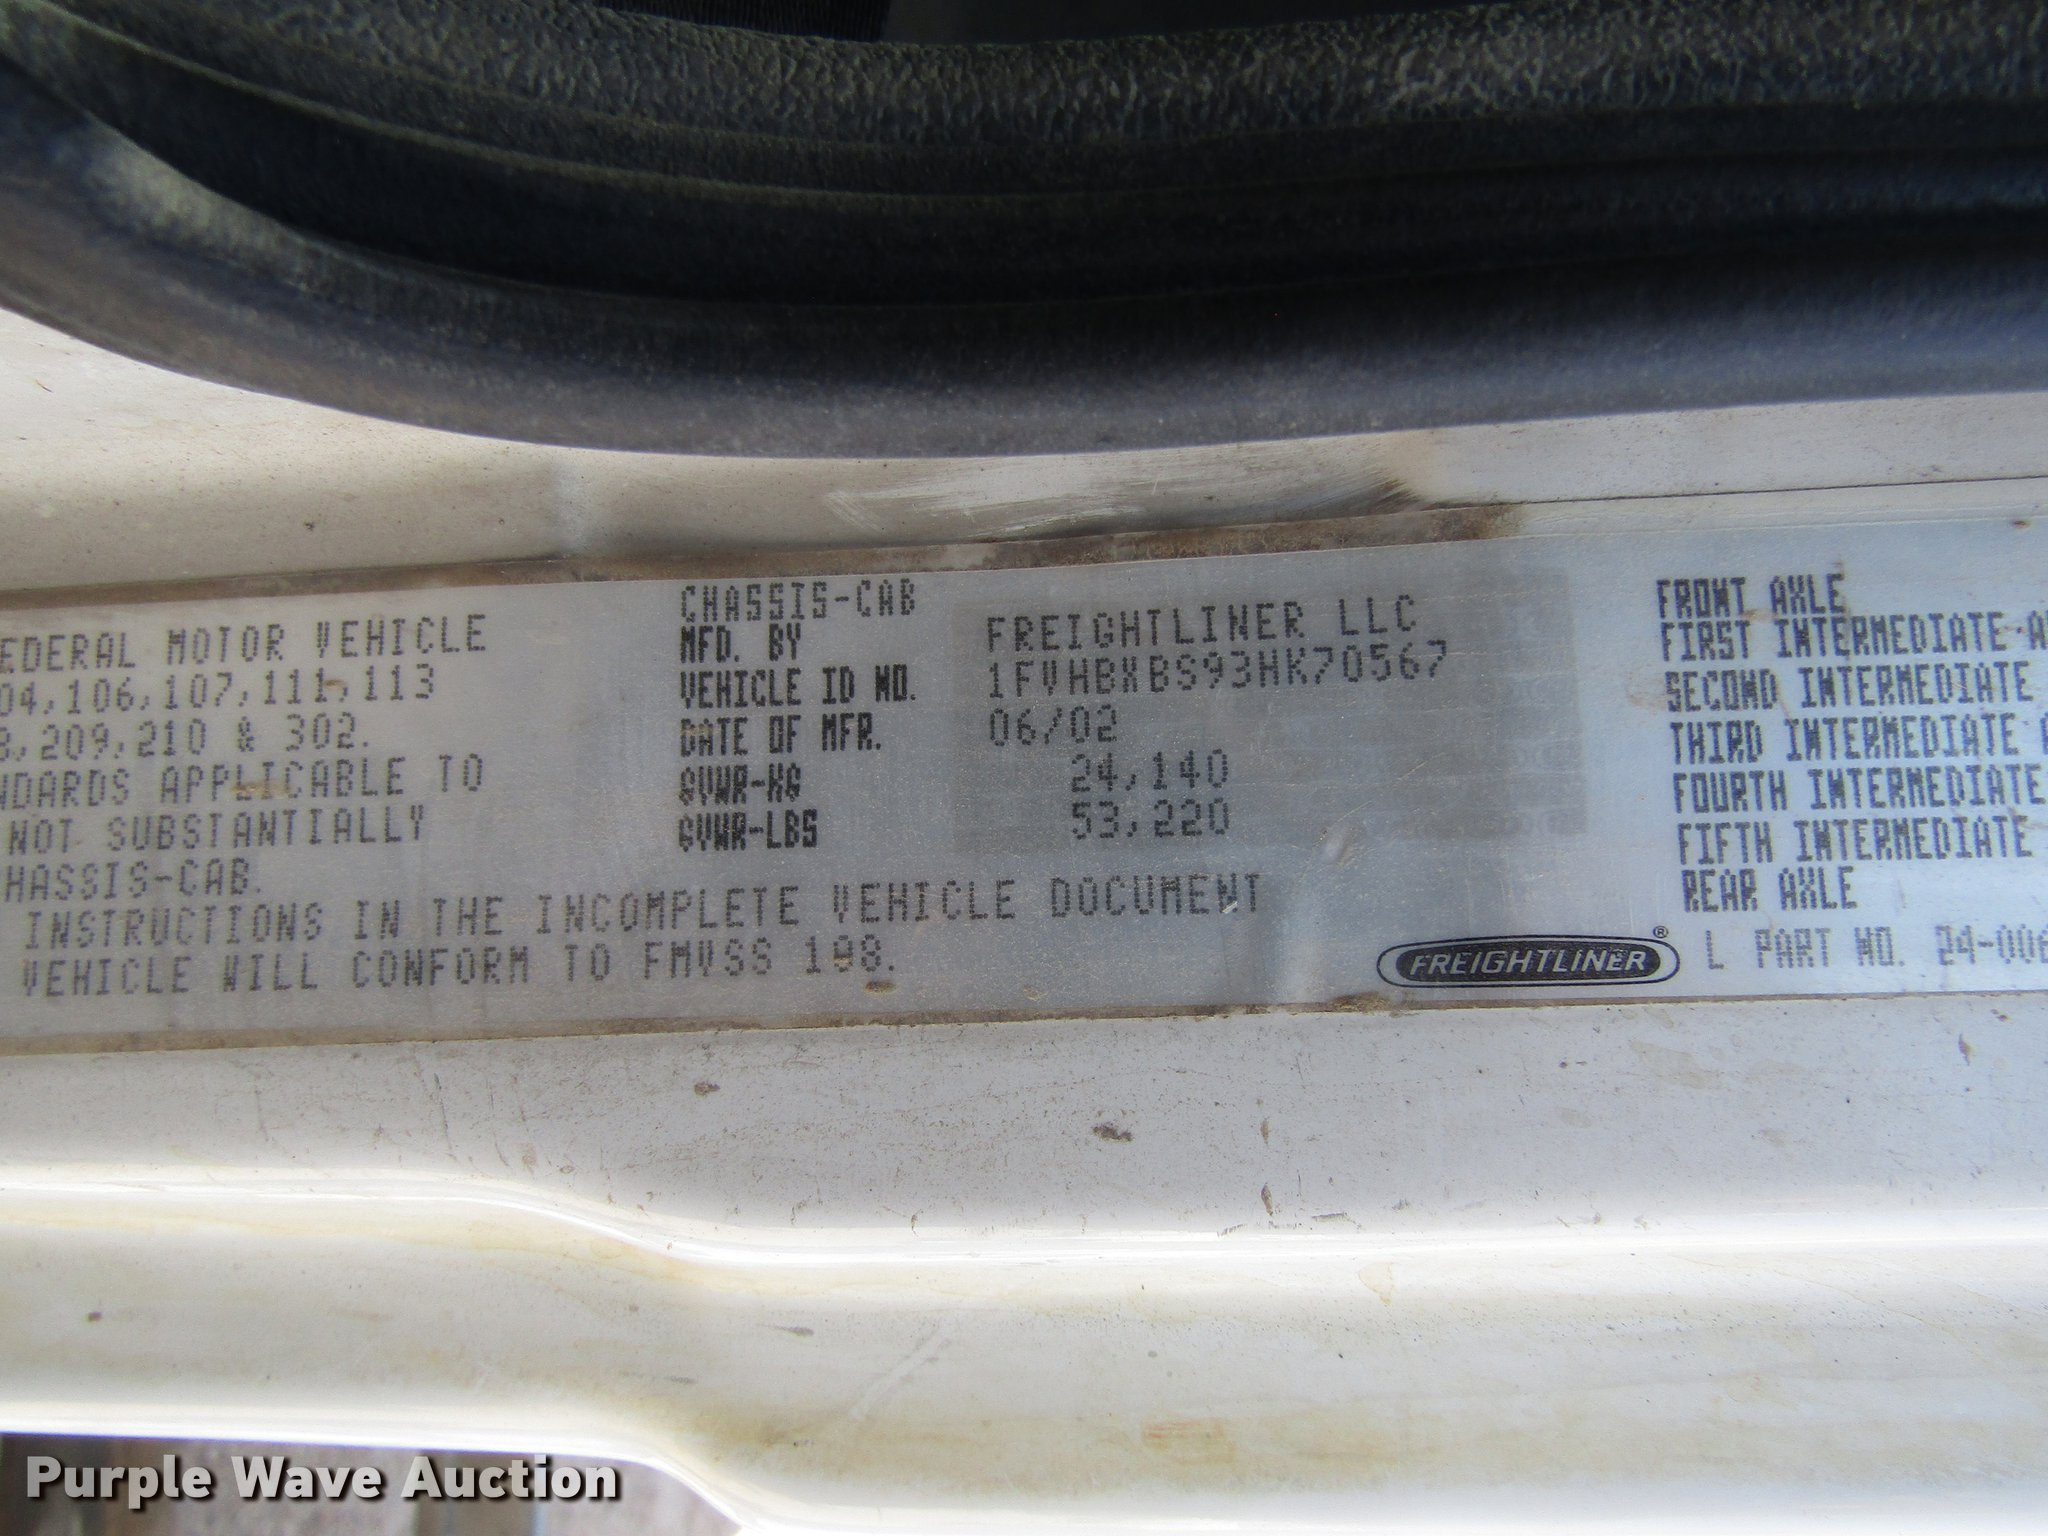 EDERAL MOTOR VEHICLE
04,106,107,111,113
8,209,210 & 302.
NDARDS APPLICABLE TO
NOT SUBSTANTIALLY
HASSIS-CAB.
INSTRUCTIONS IN THE INCOMPLETE VEHICLE DOCUMENT
VEHICLE WILL CONFORM TO FMVSS 108.
CHASSIS-CAB
MFD. BY FREIGHTLINER LLC
VEHICLE ID NO. 1FVHBXBS93HK70567
DATE OF MFR. 06/02
GVWR-KG 24,140
GVWR-LBS 53,220
FRONT AXLE
FIRST INTERMEDIATE A
SECOND INTERMEDIATE
THIRD INTERMEDIATE A
FOURTH INTERMEDIATE
FIFTH INTERMEDIATE
REAR AXLE
FREIGHTLINER ® L PART NO. 24-006
Purple Wave Auction